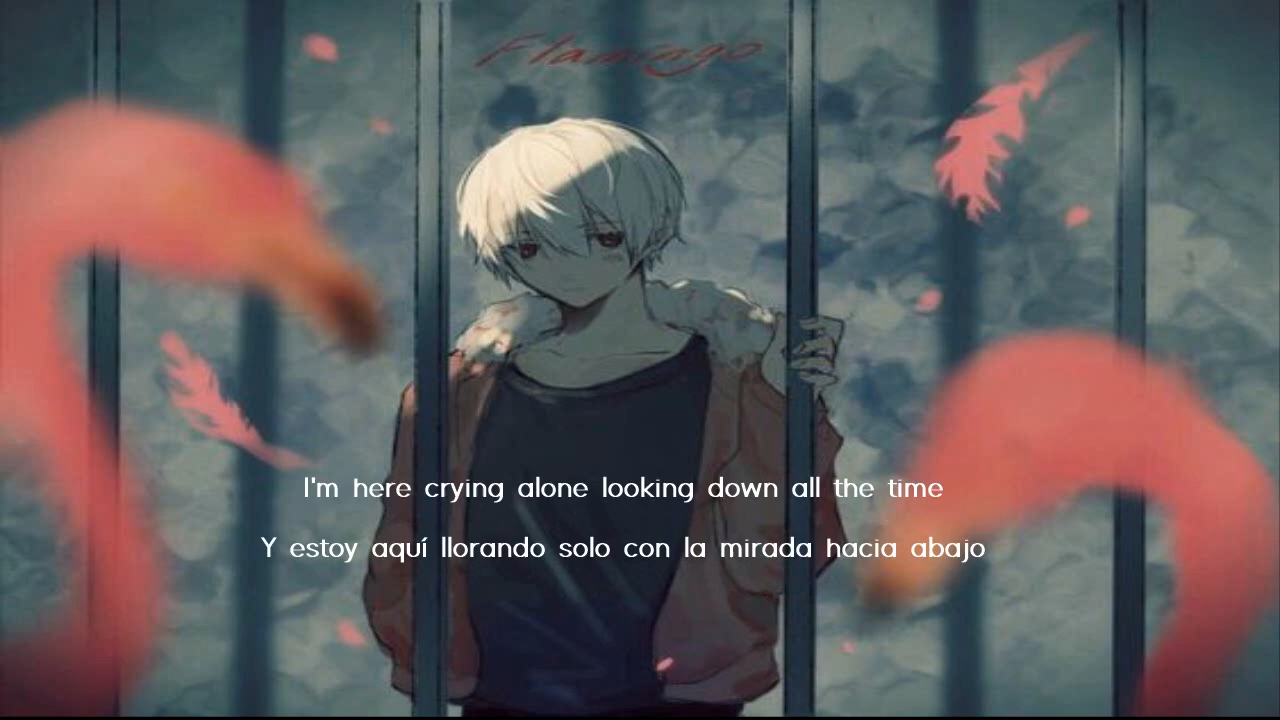 Flamingo
I'm here crying alone looking down all the time
Y estoy aquí llorando solo con la mirada hacia abajo